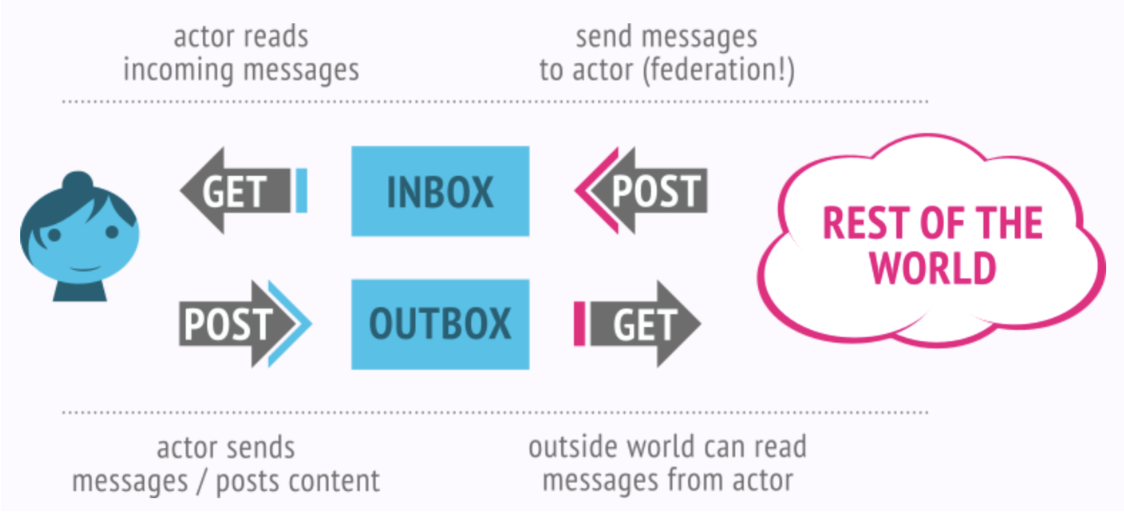 actor reads
incoming messages
send messages
to actor (federation!)
GET
INBOX
POST
REST OF THE
WORLD
POST
OUTBOX
GET
actor sends
messages / posts content
outside world can read
messages from actor